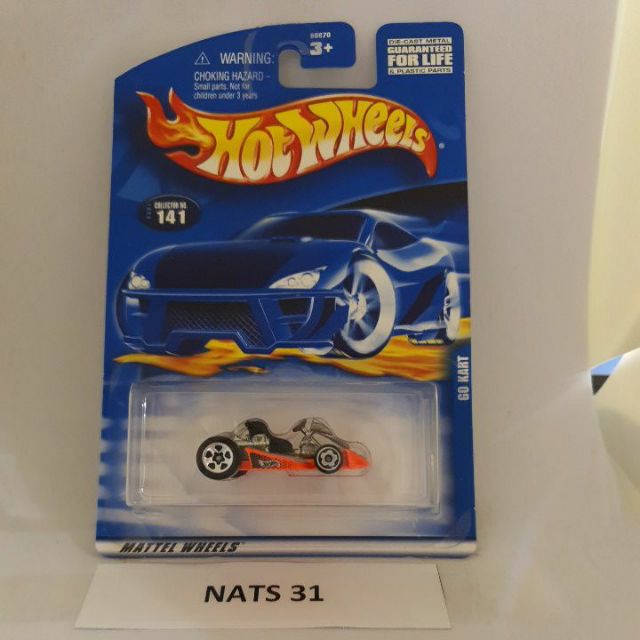 98870
3+
DIE-CAST METAL
GUARANTEED
FOR LIFE
& PLASTIC PARTS
WARNING:
CHOKING HAZARD –
Small parts. Not for
children under 3 years
HOT WHEELS
COLLECTOR NO.
141
GO KART
MATTEL WHEELS
NATS 31